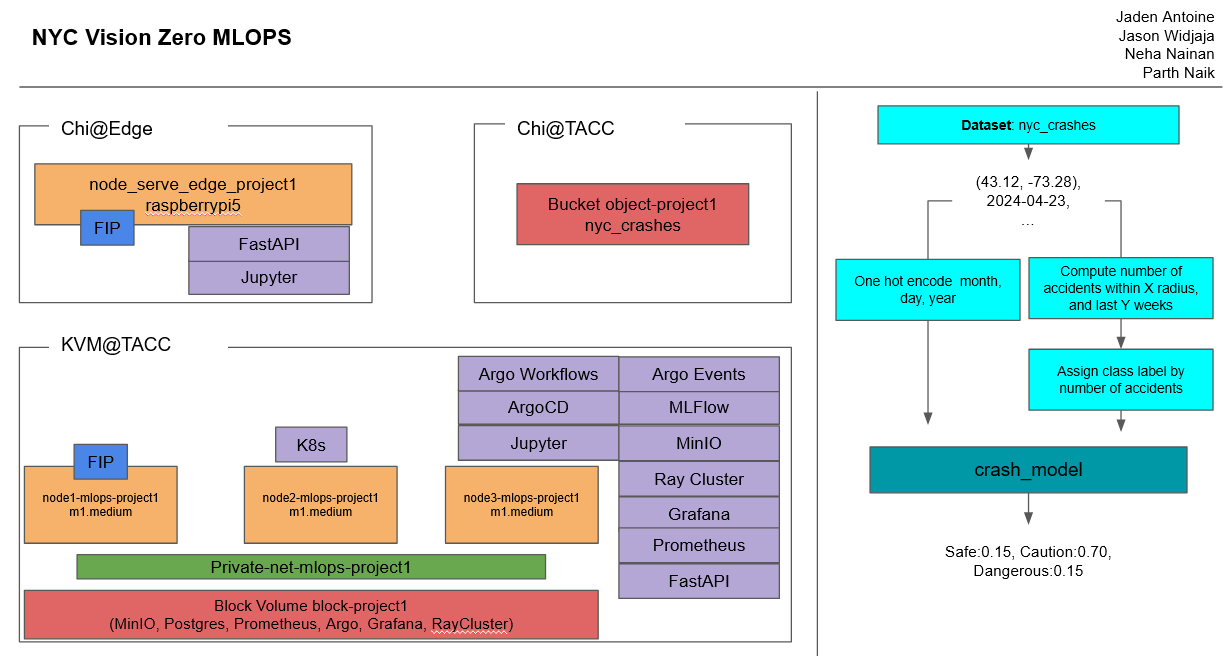 NYC Vision Zero MLOPS
Jaden Antoine
Jason Widjaja
Neha Nainan
Parth Naik
Chi@Edge
node_serve_edge_project1
raspberrypi5
FIP
FastAPI
Jupyter
Chi@TACC
Bucket object-project1
nyc_crashes
KVM@TACC
Argo Workflows
Argo Events
ArgoCD
MLFlow
Jupyter
MinIO
Ray Cluster
Grafana
Prometheus
FastAPI
K8s
FIP
node1-mlops-project1
m1.medium
node2-mlops-project1
m1.medium
node3-mlops-project1
m1.medium
Private-net-mlops-project1
Block Volume block-project1
(MinIO, Postgres, Prometheus, Argo, Grafana, RayCluster)
Dataset: nyc_crashes
(43.12, -73.28),
2024-04-23,
...
One hot encode month,
day, year
Compute number of
accidents within X radius,
and last Y weeks
Assign class label by
number of accidents
crash_model
Safe:0.15, Caution:0.70,
Dangerous:0.15